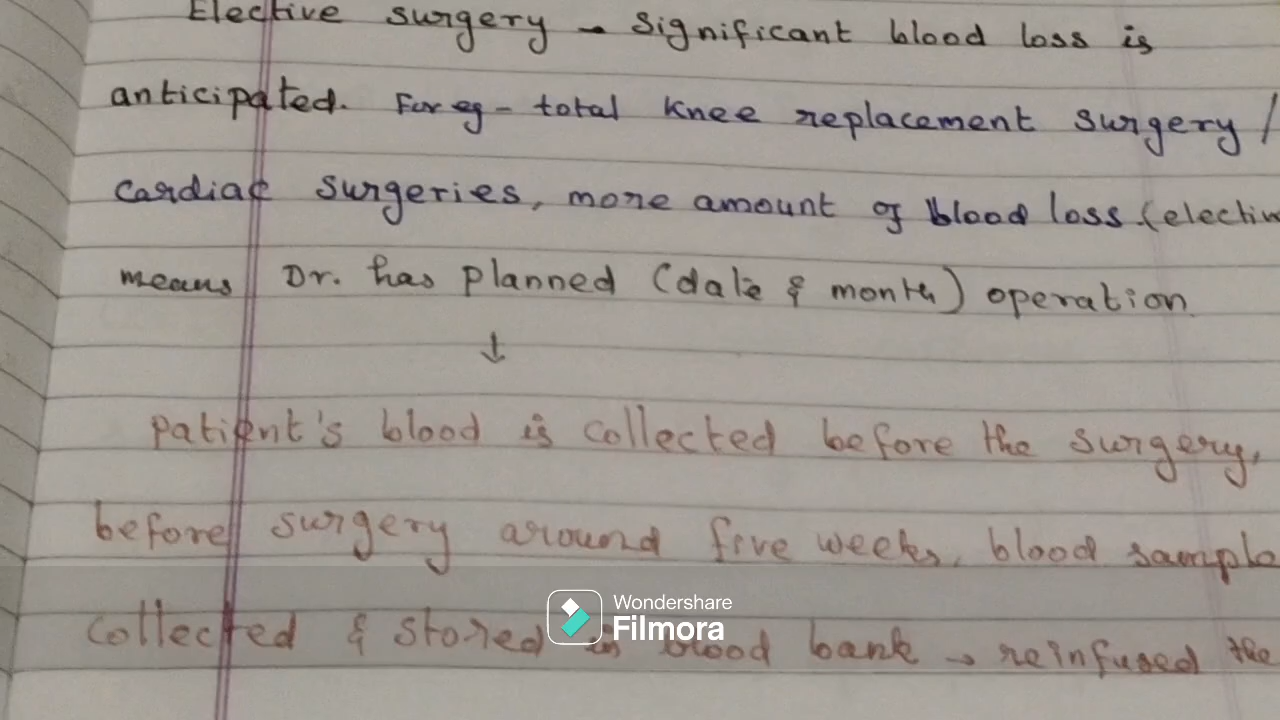 Elective surgery - Significant blood loss is
anticipated. For eg - total knee replacement surgery /
cardiac surgeries, more amount of blood loss (electiv
means Dr. has planned (date & month) operation.
↓
Patient's blood is collected before the surgery,
before surgery around five weeks, blood sample
collected & stored in blood bank → reinfused the
Wondershare
Filmora